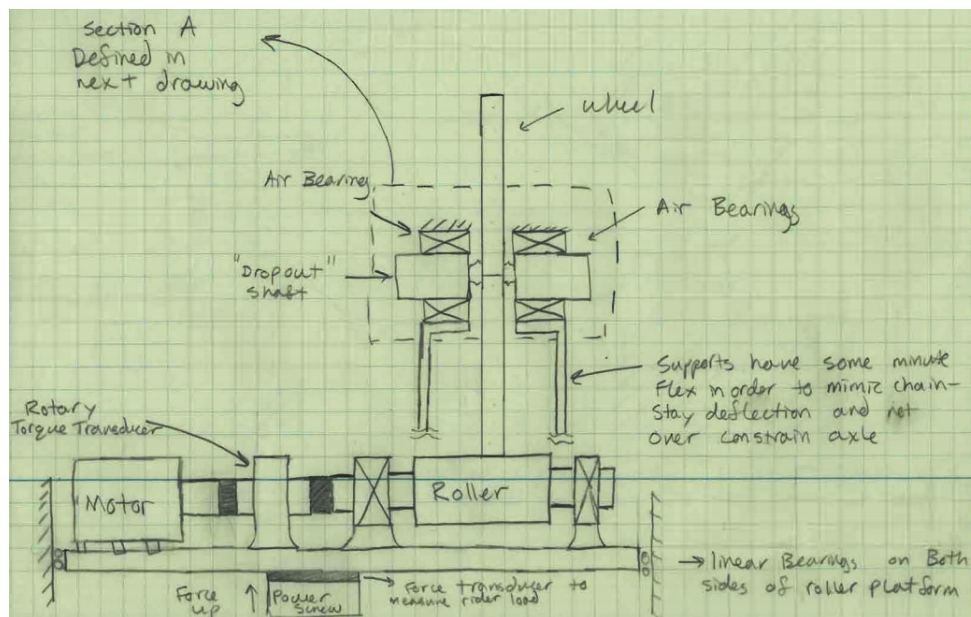 Section A
Defined in
next drawing
wheel
Air Bearing
Air Bearings
"Dropout"
shaft
Supports have some minute
Flex in order to mimic chain-
Stay deflection and not
over constrain axle
Rotary
Torque Transducer
Motor
Roller
linear Bearings on Both
sides of roller platform
Force
up
Power
Screw
Force transducer to
measure rider load